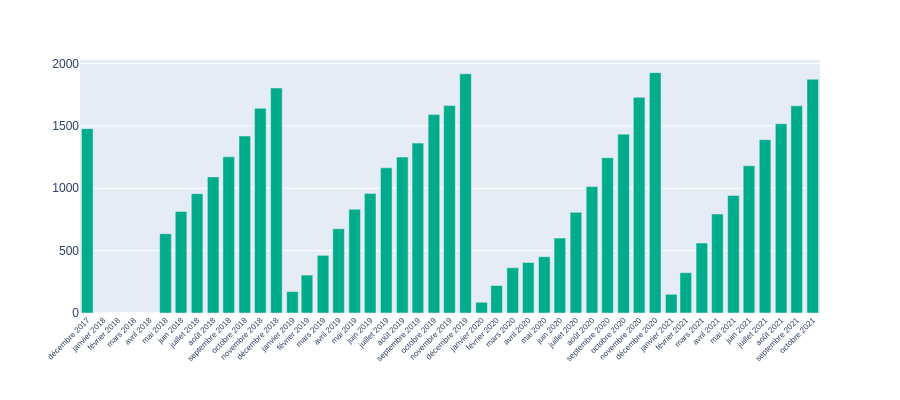 2000
1500
1000
500
0
décembre 2017
janvier 2018
février 2018
mars 2018
avril 2018
mai 2018
juin 2018
juillet 2018
août 2018
septembre 2018
octobre 2018
novembre 2018
décembre 2018
janvier 2019
février 2019
mars 2019
avril 2019
mai 2019
juin 2019
juillet 2019
août 2019
septembre 2019
octobre 2019
novembre 2019
décembre 2019
janvier 2020
février 2020
mars 2020
avril 2020
mai 2020
juin 2020
juillet 2020
août 2020
septembre 2020
octobre 2020
novembre 2020
décembre 2020
janvier 2021
février 2021
mars 2021
avril 2021
mai 2021
juin 2021
juillet 2021
août 2021
septembre 2021
octobre 2021